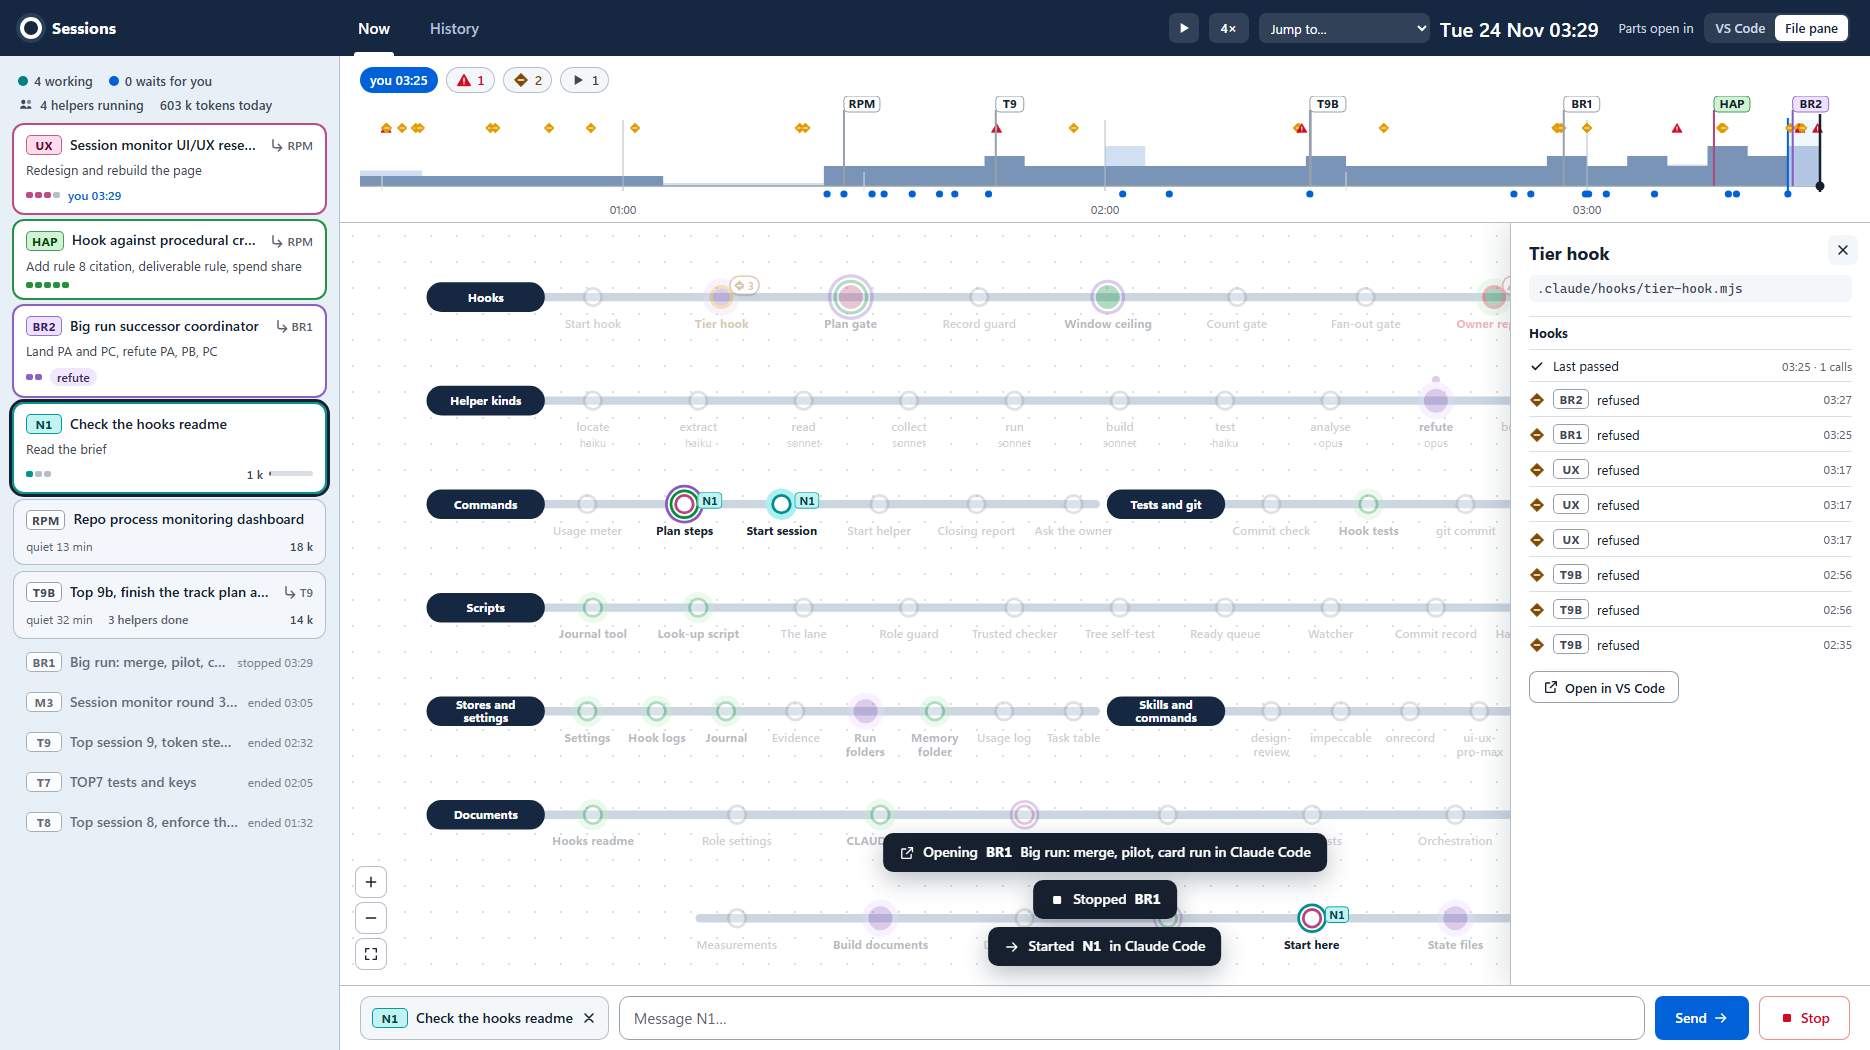 Sessions
Now
History
4×
Jump to...
Tue 24 Nov 03:29
Parts open in
VS Code
File pane
4 working
0 waits for you
4 helpers running
603 k tokens today
UX Session monitor UI/UX rese... RPM
Redesign and rebuild the page
you 03:29
HAP Hook against procedural cr... RPM
Add rule 8 citation, deliverable rule, spend share
BR2 Big run successor coordinator BR1
Land PA and PC, refute PA, PB, PC
refute
N1 Check the hooks readme
Read the brief
1 k
RPM Repo process monitoring dashboard
quiet 13 min 18 k
T9B Top 9b, finish the track plan a... T9
quiet 32 min 3 helpers done 14 k
BR1 Big run: merge, pilot, c... stopped 03:29
M3 Session monitor round 3... ended 03:05
T9 Top session 9, token ste... ended 02:32
T7 TOP7 tests and keys ended 02:05
T8 Top session 8, enforce th... ended 01:32
you 03:25
1
2
1
RPM T9 T9B BR1 HAP BR2
01:00 02:00 03:00
Hooks
3
Start hook Tier hook Plan gate Record guard Window ceiling Count gate Fan-out gate Owner rep
Helper kinds
locate extract read collect run build test analyse refute
haiku haiku sonnet sonnet sonnet sonnet haiku opus opus
Commands
N1 N1
Usage meter Plan steps Start session Start helper Closing report Ask the owner
Tests and git
Commit check Hook tests git commit
Scripts
Journal tool Look-up script The lane Role guard Trusted checker Tree self-test Ready queue Watcher Commit record Ha
Stores and
settings
Settings Hook logs Journal Evidence Run
folders
Memory
folder
Usage log Task table
Skills and
commands
design-
review
impeccable onrecord ui-ux-
pro-max
Documents
Hooks readme Role settings CLAUD Orchestration
Opening BR1 Big run: merge, pilot, card run in Claude Code
Stopped BR1
Started N1 in Claude Code
N1
Measurements Build documents Start here State files
Tier hook
.claude/hooks/tier-hook.mjs
Hooks
Last passed 03:25 · 1 calls
BR2 refused 03:27
BR1 refused 03:25
UX refused 03:17
UX refused 03:17
UX refused 03:17
T9B refused 02:56
T9B refused 02:56
T9B refused 02:35
Open in VS Code
N1 Check the hooks readme
Message N1...
Send
Stop